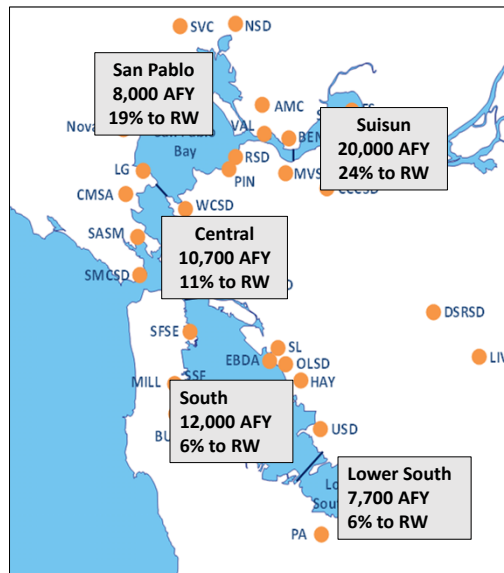 SVC
NSD
San Pablo
8,000 AFY
19% to RW
AMC
VAL
BEN
Suisun
20,000 AFY
24% to RW
Bay
RSD
PIN
LG
CMSA
WCSD
SASM
SMCSD
Central
10,700 AFY
11% to RW
DSRSD
SFSE
SL
EBDA
OLSD
HAY
MILL
South
12,000 AFY
6% to RW
USD
Lower South
7,700 AFY
6% to RW
PA